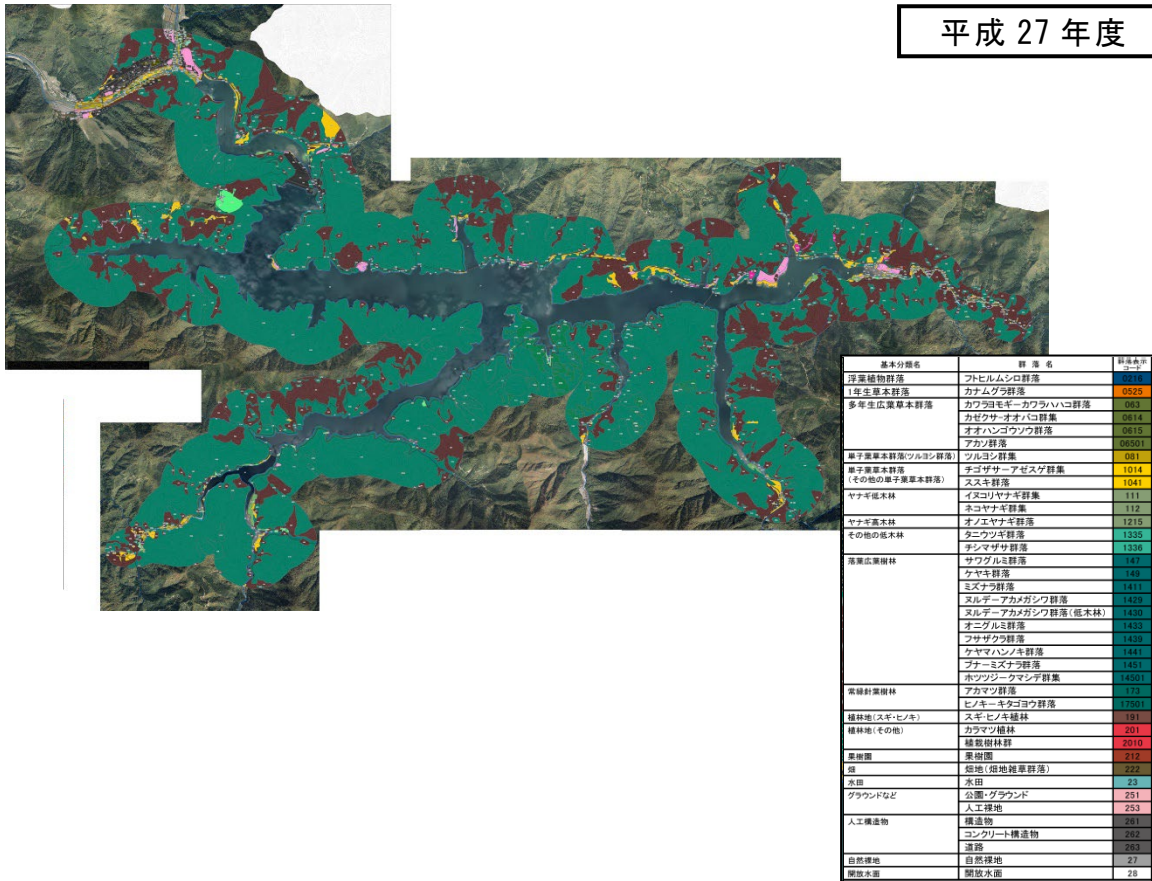 平成 27 年度
基本分類名 群 落 名 群落表示コード
浮葉植物群落 フトヒルムシロ群落 0218
1年生草本群落 カナムグラ群落 0525
多年生広葉草本群落 カワラヨモギーカワラハハコ群落 063
カゼクサ−オオバコ群集 0614
オオハンゴウソウ群落 0615
アカソ群落 06501
単子葉草本群落(ツルヨシ群落) ツルヨシ群集 081
単子葉草本群落 チゴザサーアゼスゲ群集 1014
(その他の単子葉草本群落) ススキ群落 1041
ヤナギ低木林 イヌコリヤナギ群集 111
ネコヤナギ群集 112
ヤナギ高木林 オノエヤナギ群落 1215
その他の低木林 タニウツギ群落 1335
チシマザサ群落 1336
落葉広葉樹林 サワグルミ群落 147
ケヤキ群落 149
ミズナラ群落 1411
ヌルデーアカメガシワ群落 1429
ヌルデーアカメガシワ群落(低木林) 1430
オニグルミ群落 1433
フサザクラ群落 1439
ケヤマハンノキ群落 1441
ブナーミズナラ群落 1451
ホツツジークマシデ群集 14501
常緑針葉樹林 アカマツ群落 173
ヒノキーキタゴヨウ群落 17501
植林地(スギ・ヒノキ) スギ・ヒノキ植林 191
植林地(その他) カラマツ植林 201
植栽樹林群 2010
果樹園 果樹園 212
畑 畑地(畑地雑草群落) 222
水田 水田 23
グラウンドなど 公園・グラウンド 251
人工裸地 253
人工構造物 構造物 261
コンクリート構造物 262
道路 263
自然裸地 自然裸地 27
開放水面 開放水面 28